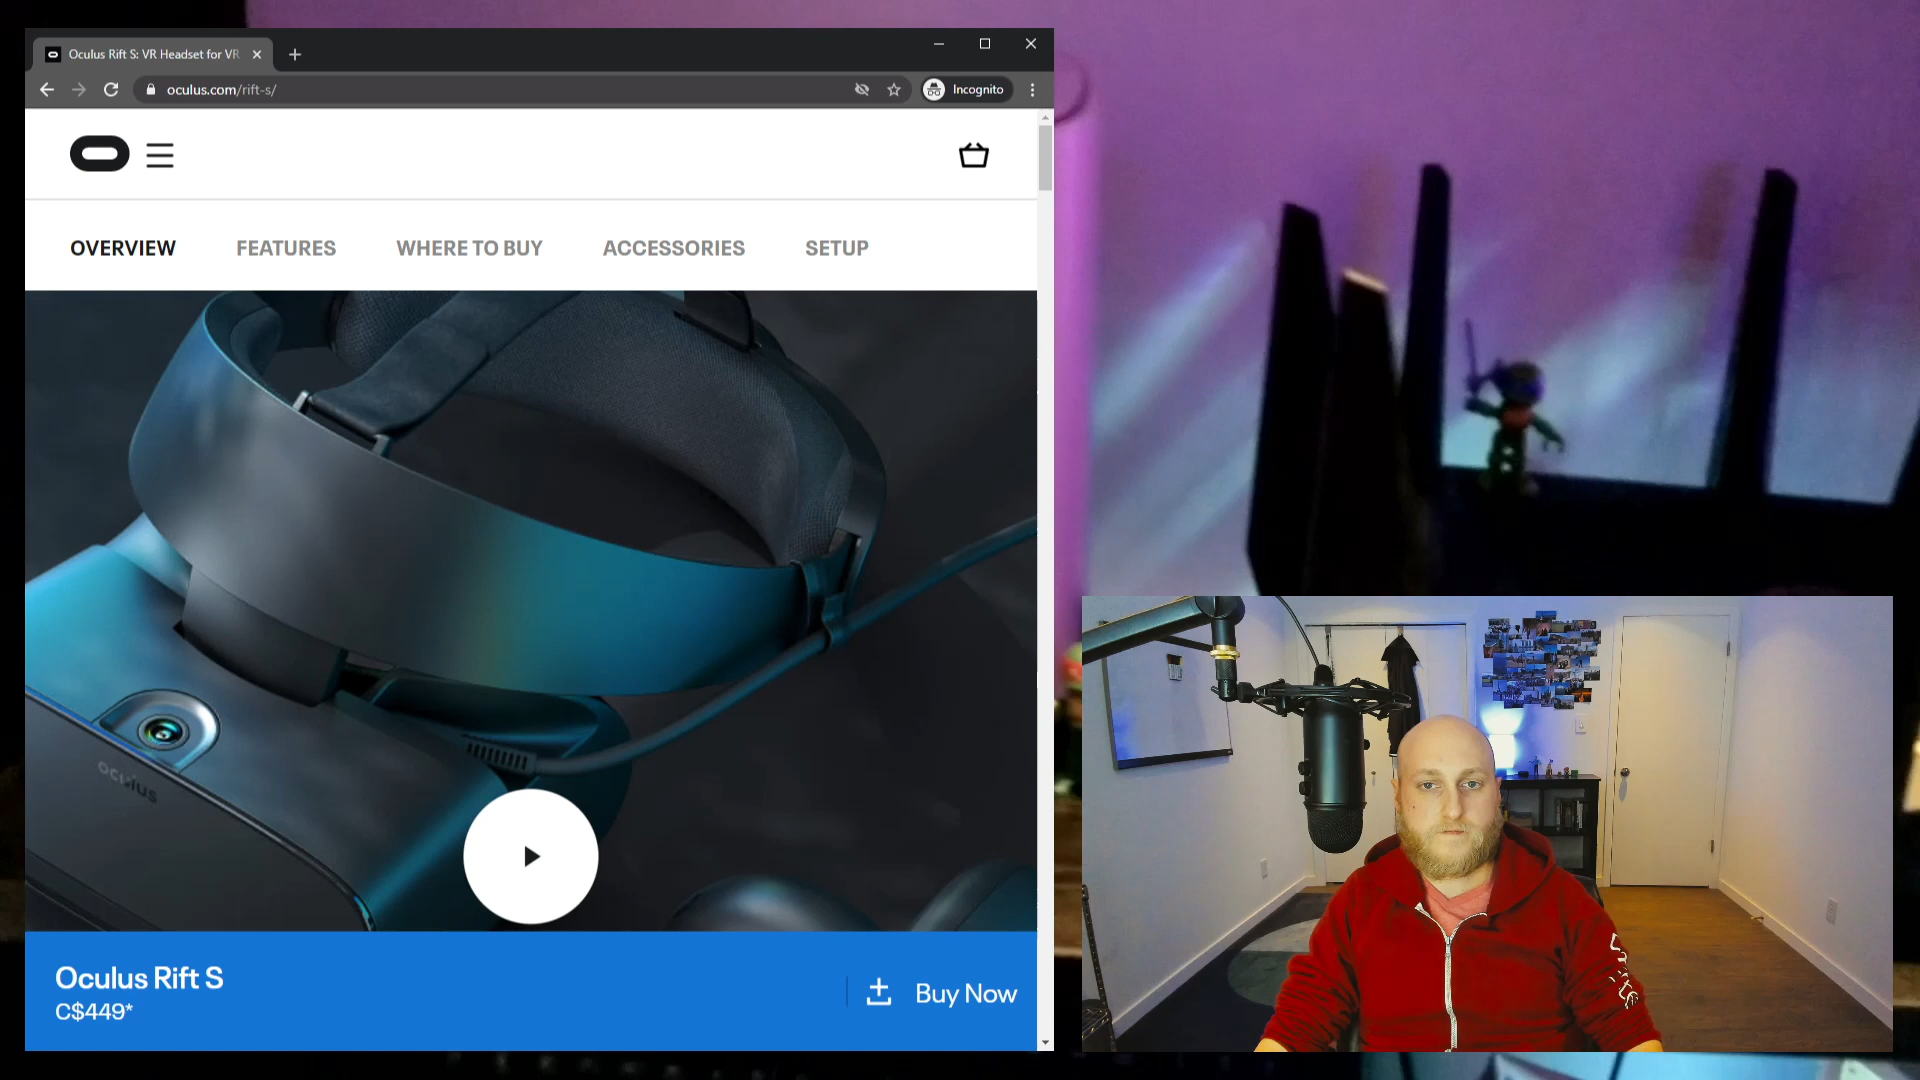 Oculus Rift S: VR Headset for VR
oculus.com/rift-s/
Incognito
OVERVIEW FEATURES WHERE TO BUY ACCESSORIES SETUP
oculus
Oculus Rift S
C$449*
Buy Now